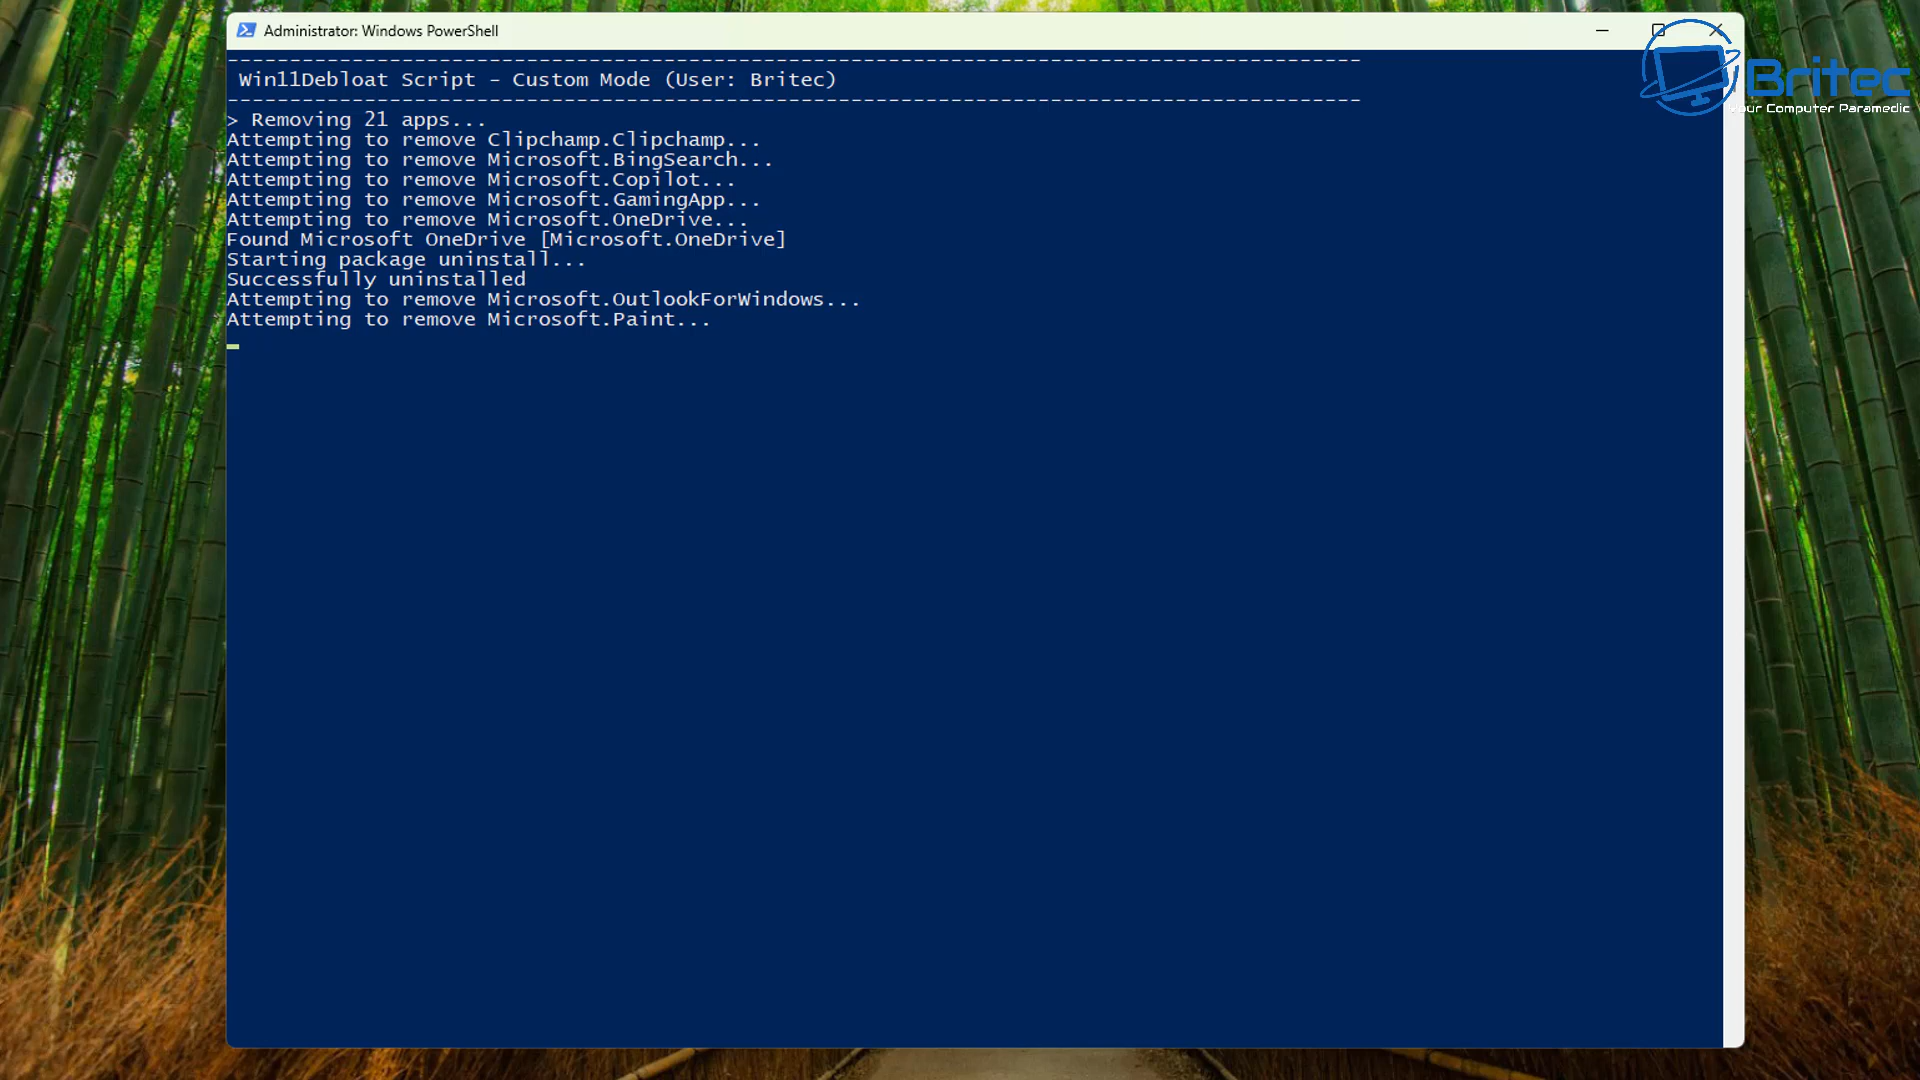 Administrator: Windows PowerShell
--------------------------------------------------------------------------------------------
Win11Debloat Script - Custom Mode (User: Britec)
--------------------------------------------------------------------------------------------
> Removing 21 apps...
Attempting to remove Clipchamp.Clipchamp...
Attempting to remove Microsoft.BingSearch...
Attempting to remove Microsoft.Copilot...
Attempting to remove Microsoft.GamingApp...
Attempting to remove Microsoft.OneDrive...
Found Microsoft OneDrive [Microsoft.OneDrive]
Starting package uninstall...
Successfully uninstalled
Attempting to remove Microsoft.OutlookForWindows...
Attempting to remove Microsoft.Paint...
Britec
Your Computer Paramedic